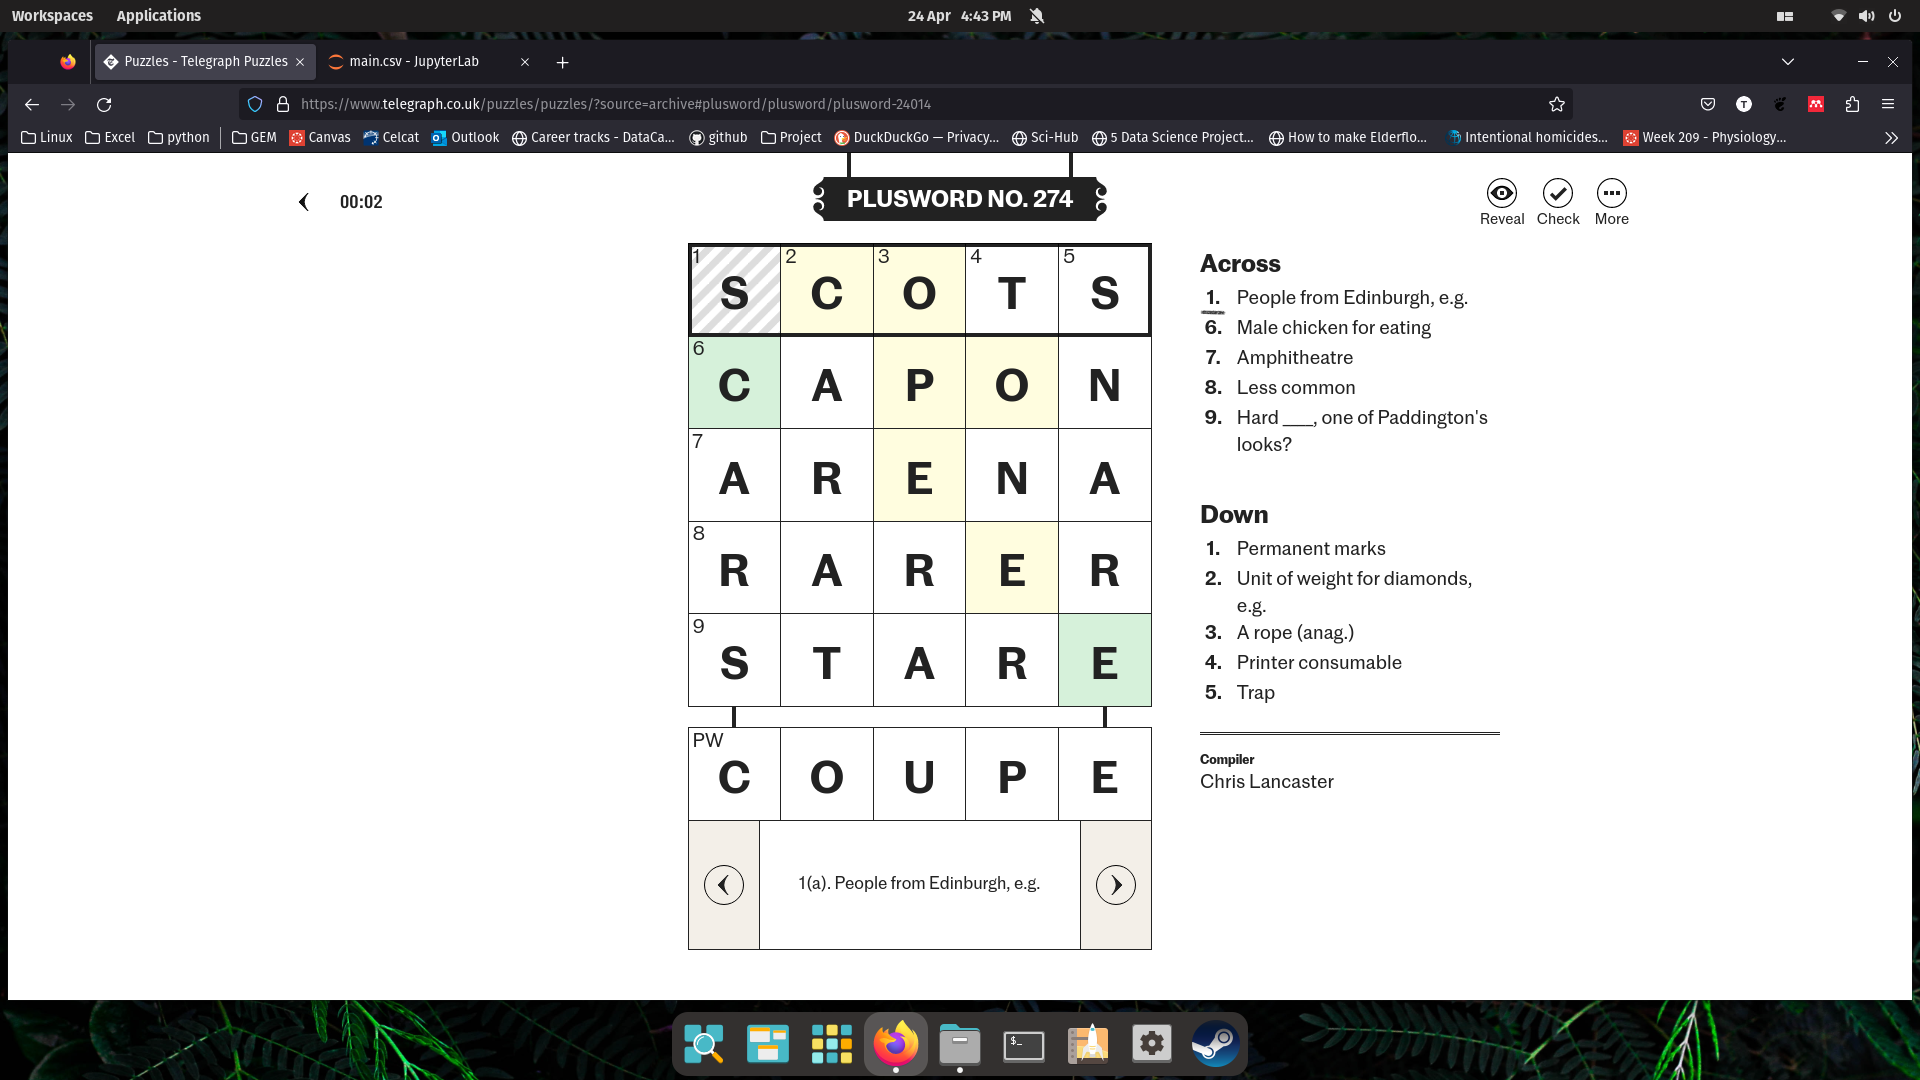 Workspaces Applications 24 Apr 4:43 PM
Puzzles - Telegraph Puzzles main.csv - JupyterLab
https://www.telegraph.co.uk/puzzles/puzzles/?source=archive#plusword/plusword/plusword-24014
Linux Excel python GEM Canvas Celcat Outlook Career tracks - DataCa... github Project DuckDuckGo — Privacy... Sci-Hub 5 Data Science Project... How to make Elderflo... Intentional homicides... Week 209 - Physiology...
00:02
PLUSWORD NO. 274
Reveal Check More
1 S 2 C 3 O 4 T 5 S
6 C A P O N
7 A R E N A
8 R A R E R
9 S T A R E
PW C O U P E
1(a). People from Edinburgh, e.g.
Across
1. People from Edinburgh, e.g.
6. Male chicken for eating
7. Amphitheatre
8. Less common
9. Hard ___, one of Paddington's
looks?
Down
1. Permanent marks
2. Unit of weight for diamonds,
e.g.
3. A rope (anag.)
4. Printer consumable
5. Trap
Compiler
Chris Lancaster